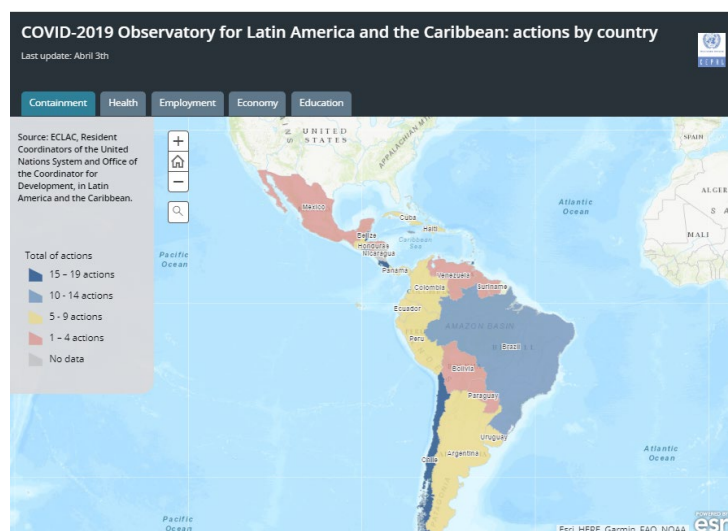 COVID-2019 Observatory for Latin America and the Caribbean: actions by country
Last update: Abril 3th
CEPAL
Containment
Health
Employment
Economy
Education
Source: ECLAC, Resident
Coordinators of the United
Nations System and Office of
the Coordinator for
Development, in Latin
America and the Caribbean.
Total of actions
15 – 19 actions
10 - 14 actions
5 - 9 actions
1 – 4 actions
No data
+
−
UNITED
STATES
APPALACHIAN M
SPAIN
ALGER
S A
MALI
Atlantic
Ocean
Mexico
Cuba
Haiti
Belize
Caribbean
Sea
Honduras
Nicaragua
Pacific
Ocean
Panama
Venezuela
Colombia
Suriname
Ecuador
AMAZON BASIN
Peru
Brazil
Bolivia
Paraguay
Uruguay
Argentina
Chile
Atlantic
Ocean
Pacific
Ocean
Esri, HERE, Garmin, FAO, NOAA
POWERED BY
esri